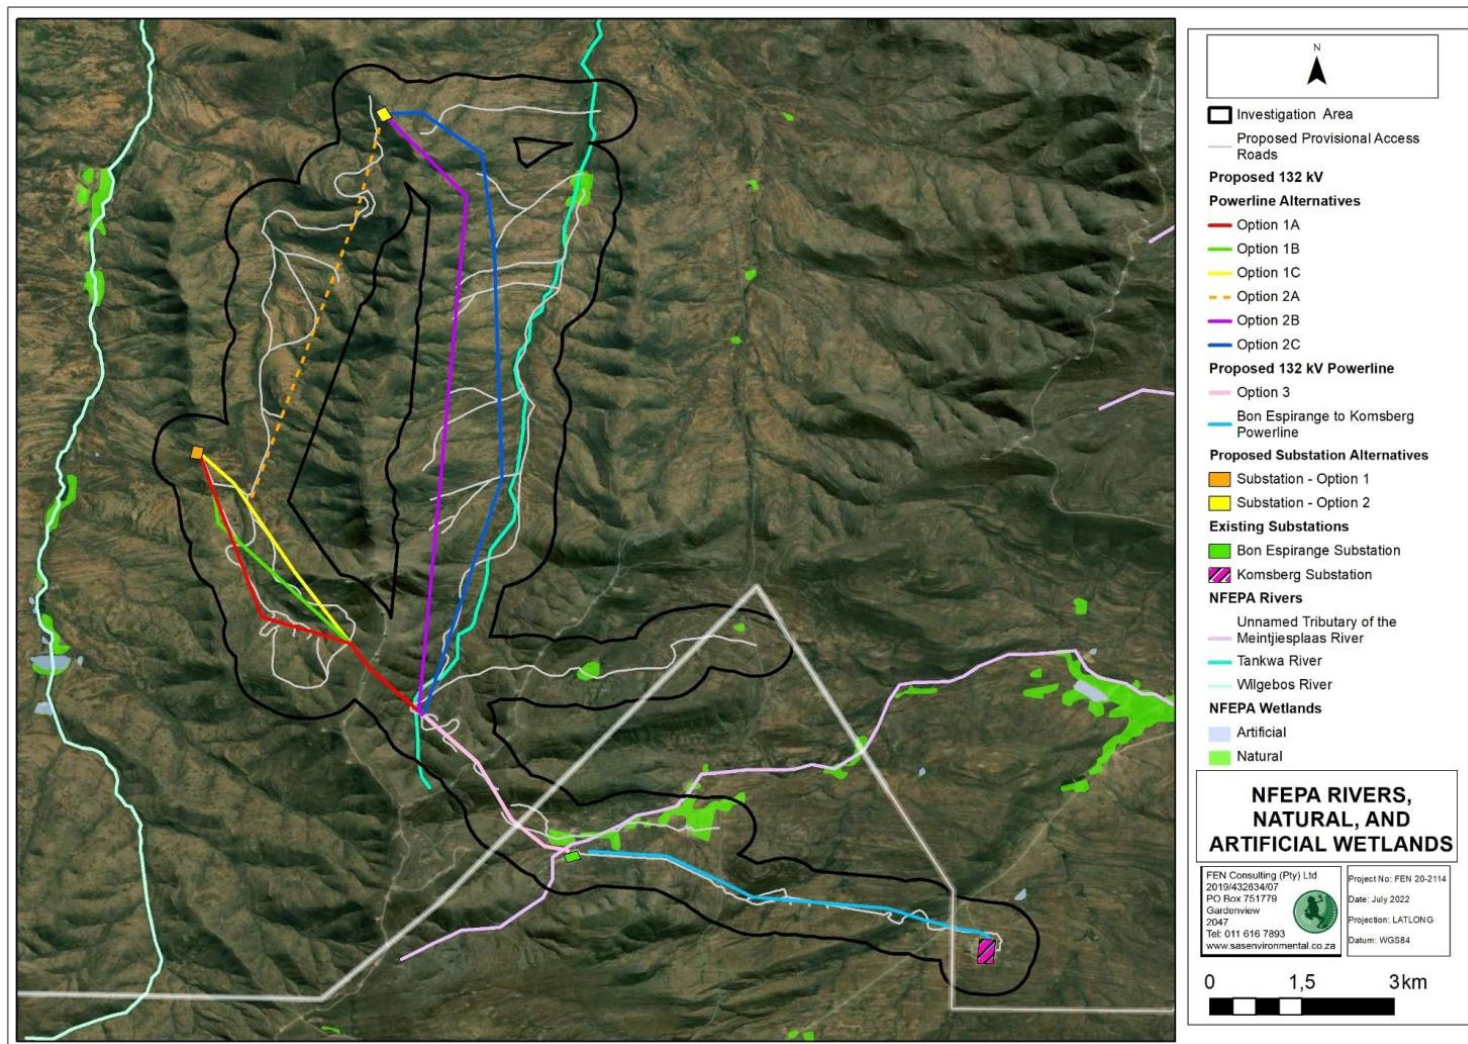 N
Investigation Area
Proposed Provisional Access
Roads
Proposed 132 kV
Powerline Alternatives
Option 1A
Option 1B
Option 1C
Option 2A
Option 2B
Option 2C
Proposed 132 kV Powerline
Option 3
Bon Espirange to Komsberg
Powerline
Proposed Substation Alternatives
Substation - Option 1
Substation - Option 2
Existing Substations
Bon Espirange Substation
Komsberg Substation
NFEPA Rivers
Unnamed Tributary of the
Meintjiesplaas River
Tankwa River
Wilgebos River
NFEPA Wetlands
Artificial
Natural
NFEPA RIVERS,
NATURAL, AND
ARTIFICIAL WETLANDS
FEN Consulting (Pty) Ltd
2019/432634/07
PO Box 751779
Gardenview
2047
Tel: 011 616 7893
www.sasenvironmental.co.za
Project No: FEN 20-2114
Date: July 2022
Projection: LATLONG
Datum: WGS84
0 1,5 3 km